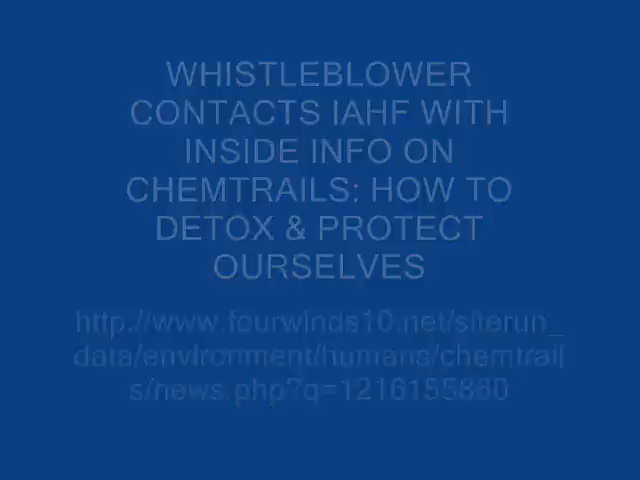 WHISTLEBLOWER
CONTACTS IAHF WITH
INSIDE INFO ON
CHEMTRAILS: HOW TO
DETOX & PROTECT
OURSELVES
http://www.fourwinds10.net/siterun_
data/environment/humans/chemtrail
s/news.php?q=1216155860